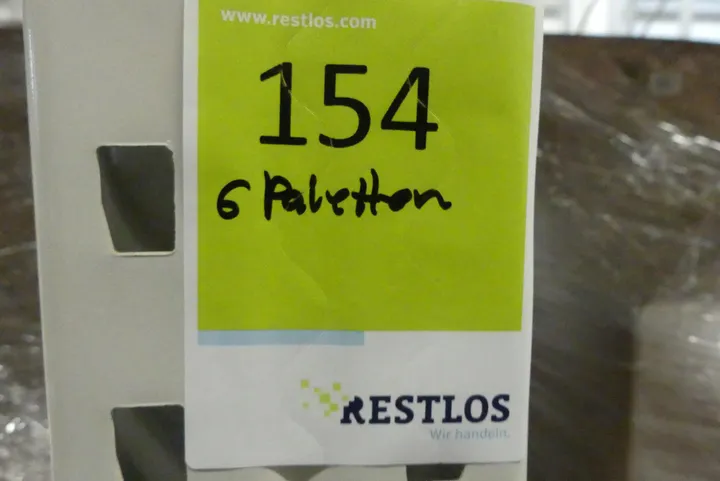 www.restlos.com
154
6 Paletten
RESTLOS
Wir handeln.